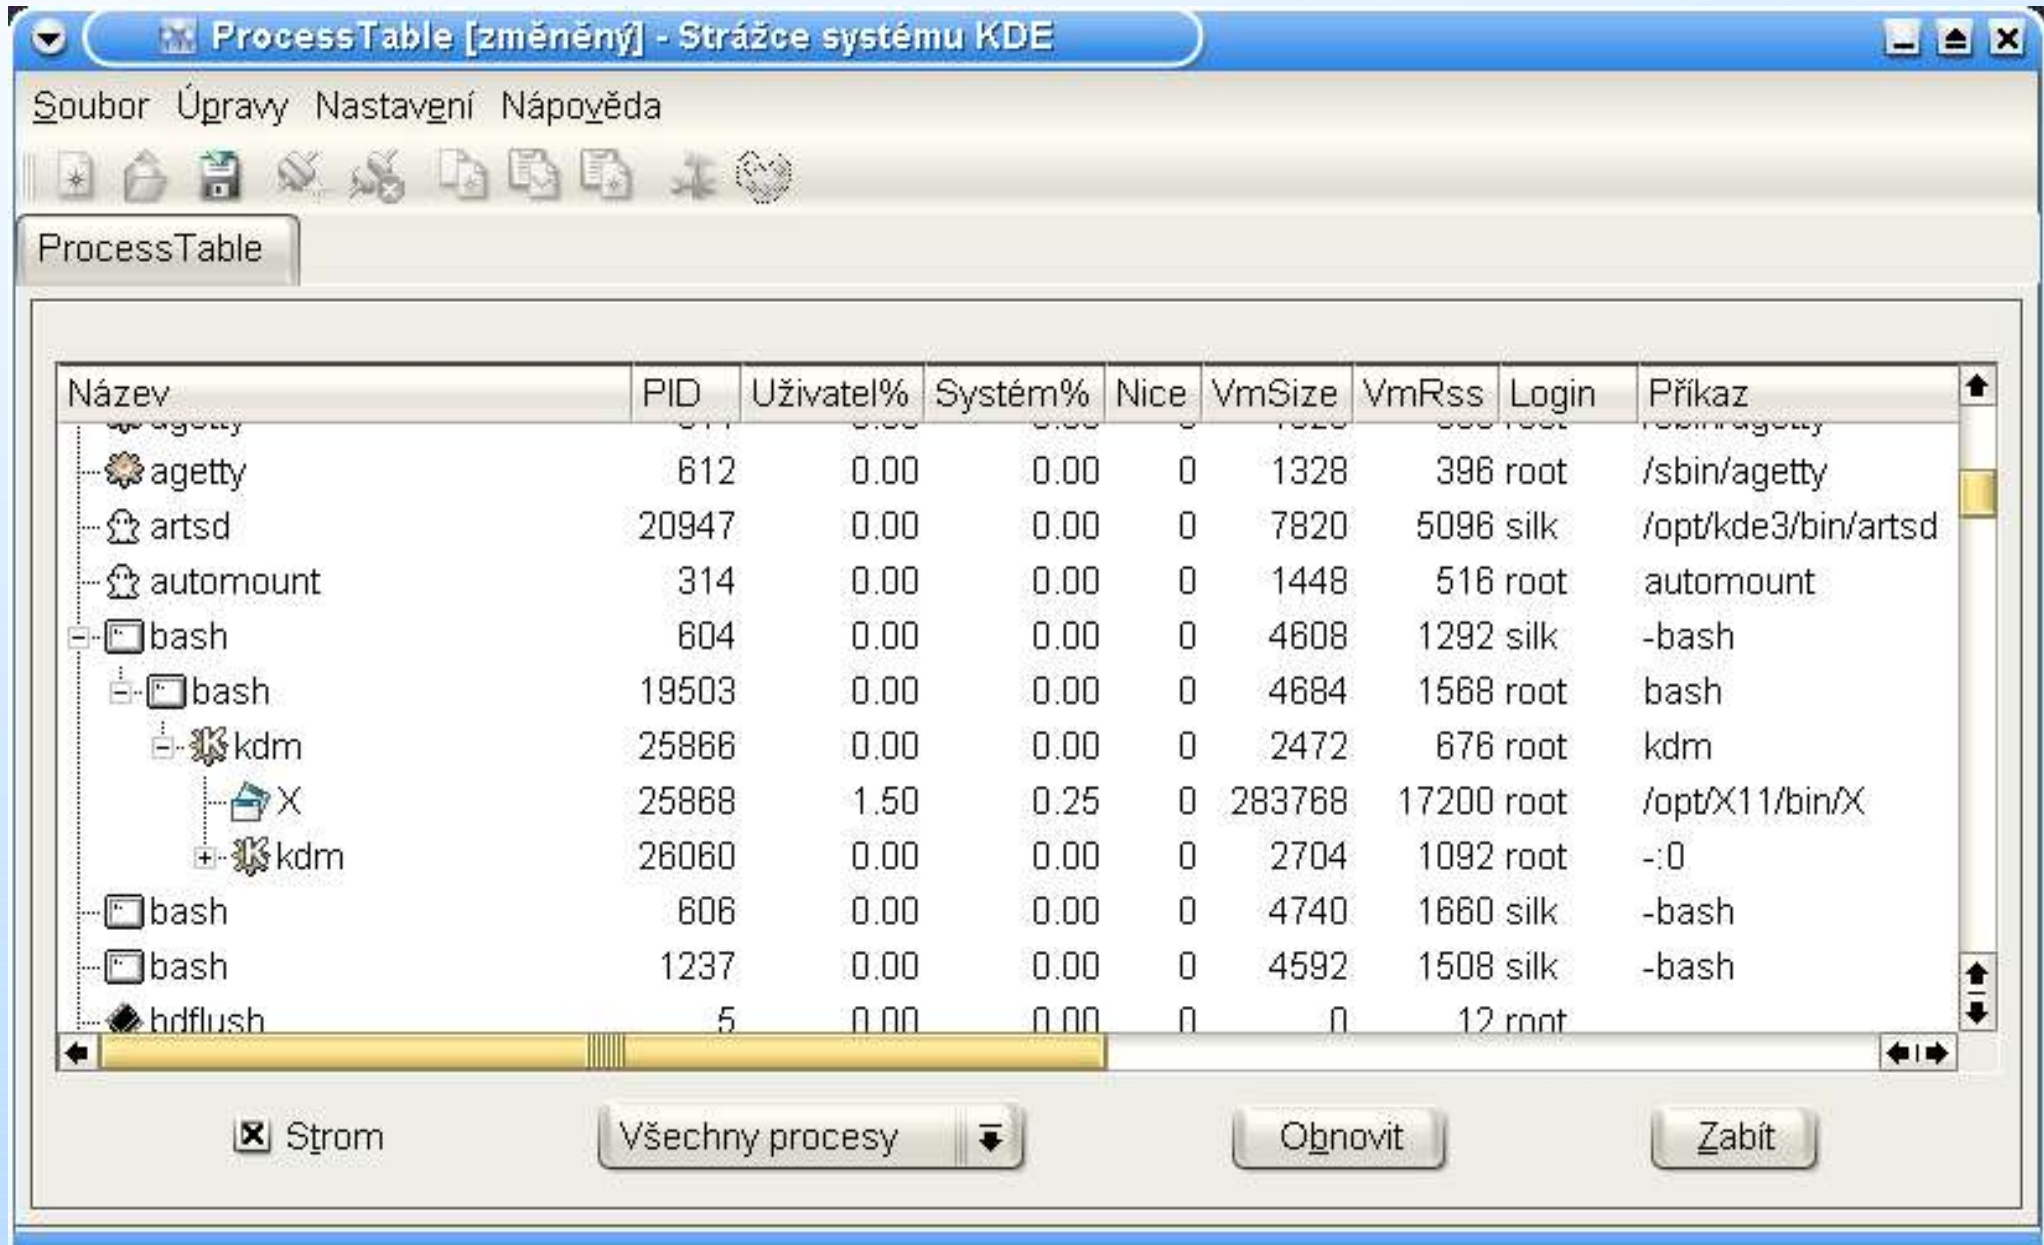 ProcessTable [změněný] - Strážce systému KDE
Soubor Úpravy Nastavení Nápověda
ProcessTable
Název PID Uživatel% Systém% Nice VmSize VmRss Login Příkaz
agetty 0 root /sbin/agetty
agetty 612 0.00 0.00 0 1328 396 root /sbin/agetty
artsd 20947 0.00 0.00 0 7820 5096 silk /opt/kde3/bin/artsd
automount 314 0.00 0.00 0 1448 516 root automount
bash 604 0.00 0.00 0 4608 1292 silk -bash
bash 19503 0.00 0.00 0 4684 1568 root bash
kdm 25866 0.00 0.00 0 2472 676 root kdm
X 25868 1.50 0.25 0 283768 17200 root /opt/X11/bin/X
kdm 26060 0.00 0.00 0 2704 1092 root -:0
bash 606 0.00 0.00 0 4740 1660 silk -bash
bash 1237 0.00 0.00 0 4592 1508 silk -bash
bdflush 5 0.00 0.00 0 0 12 root
Strom Všechny procesy Obnovit Zabít